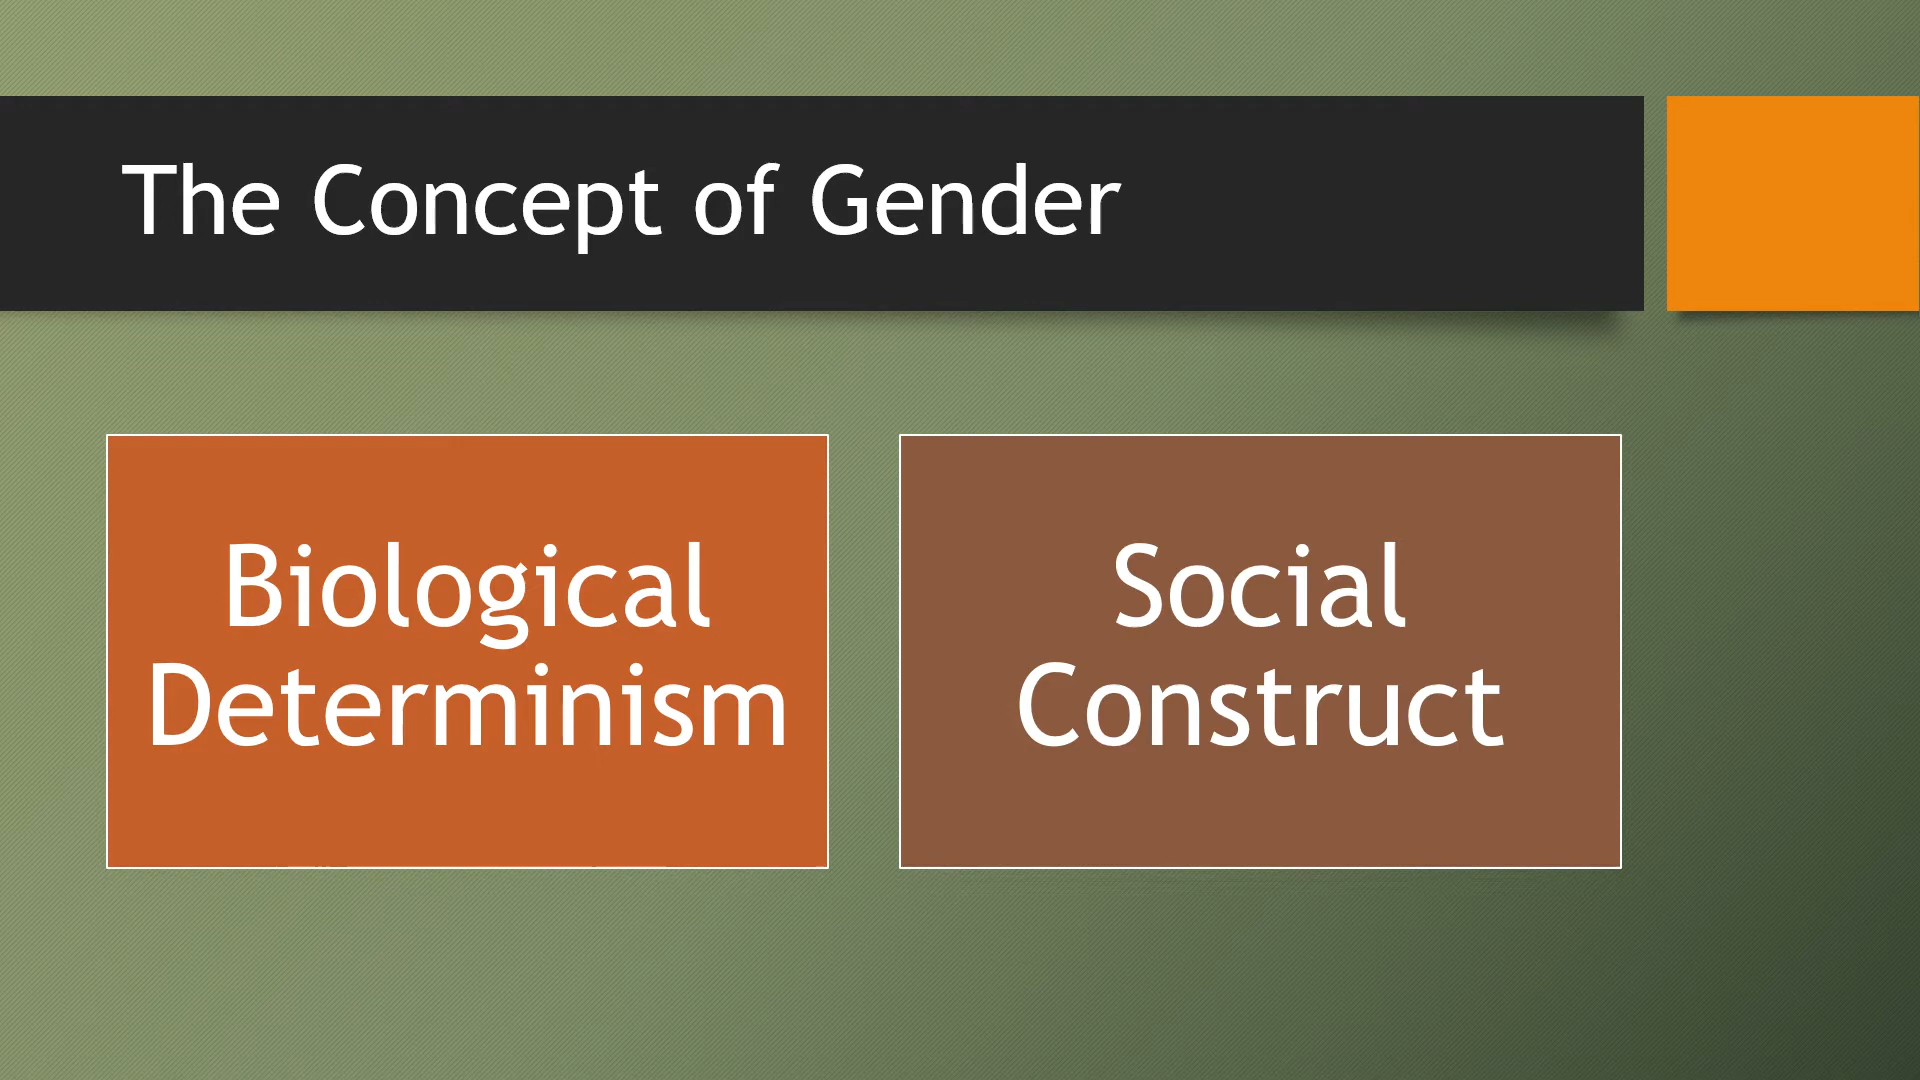 The Concept of Gender
Biological
Determinism
Social
Construct